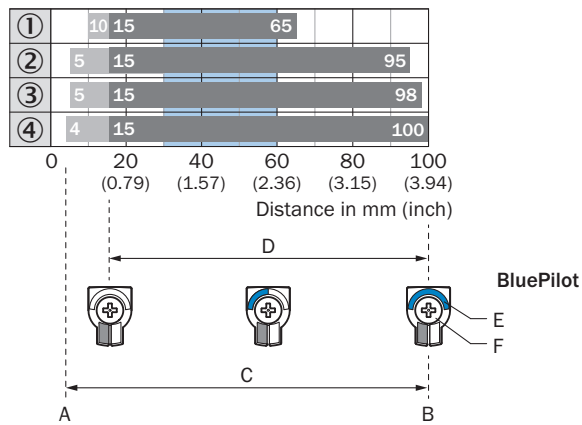 ① 10 15 65
② 5 15 95
③ 5 15 98
④ 4 15 100
0 20 40 60 80 100
(0.79) (1.57) (2.36) (3.15) (3.94)
Distance in mm (inch)
D
BluePilot
E
F
C
A B